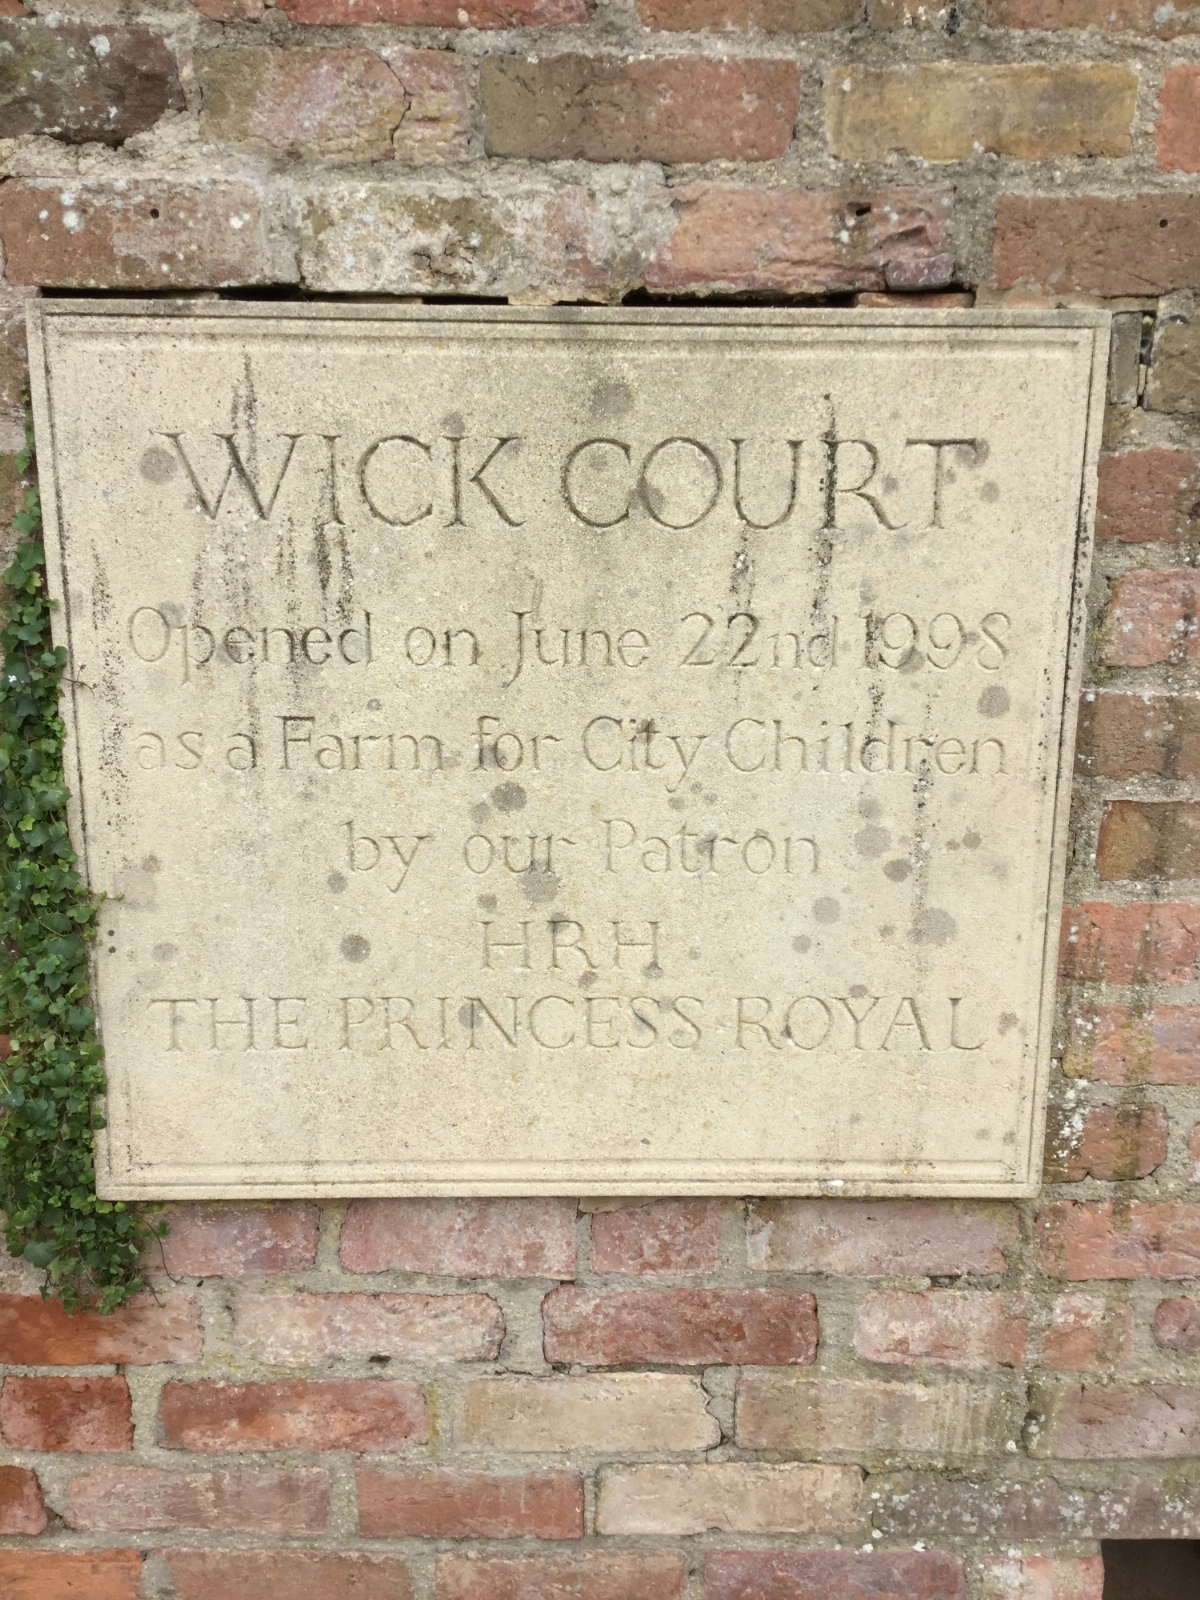 WICK COURT
Opened on June 22nd 1998
as a Farm for City Children
by our Patron
HRH
THE PRINCESS ROYAL